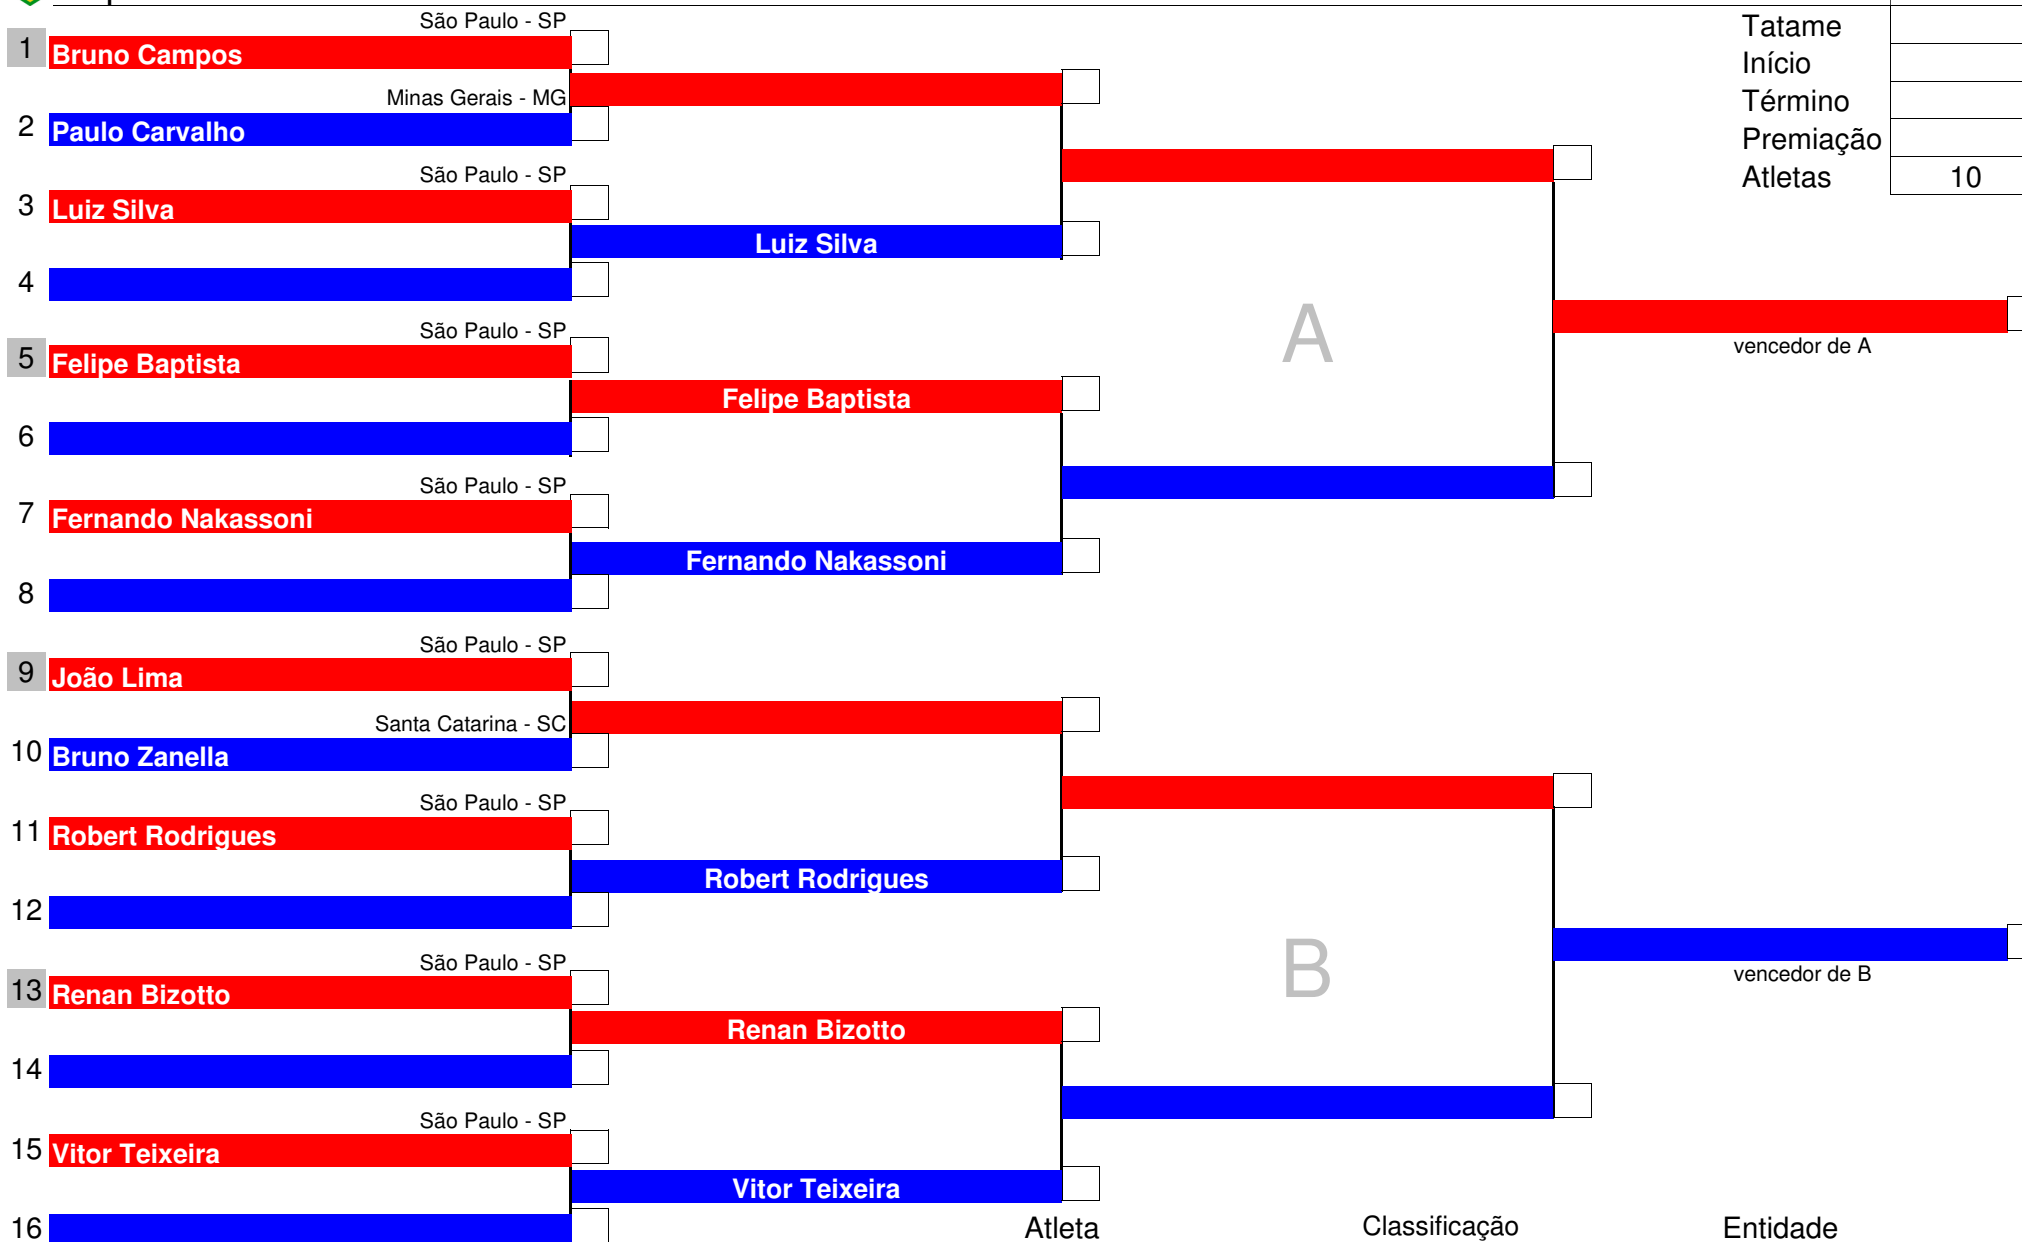 São Paulo - SP
Tatame
1 Bruno Campos
Início
Minas Gerais - MG
Término
2 Paulo Carvalho
Premiação
São Paulo - SP
Atletas 10
3 Luiz Silva
Luiz Silva
4
São Paulo - SP
A
vencedor de A
5 Felipe Baptista
Felipe Baptista
6
São Paulo - SP
7 Fernando Nakassoni
Fernando Nakassoni
8
São Paulo - SP
9 João Lima
Santa Catarina - SC
10 Bruno Zanella
São Paulo - SP
11 Robert Rodrigues
Robert Rodrigues
12
São Paulo - SP
B
vencedor de B
13 Renan Bizotto
Renan Bizotto
14
São Paulo - SP
15 Vitor Teixeira
Vitor Teixeira
16
Atleta Classificação Entidade